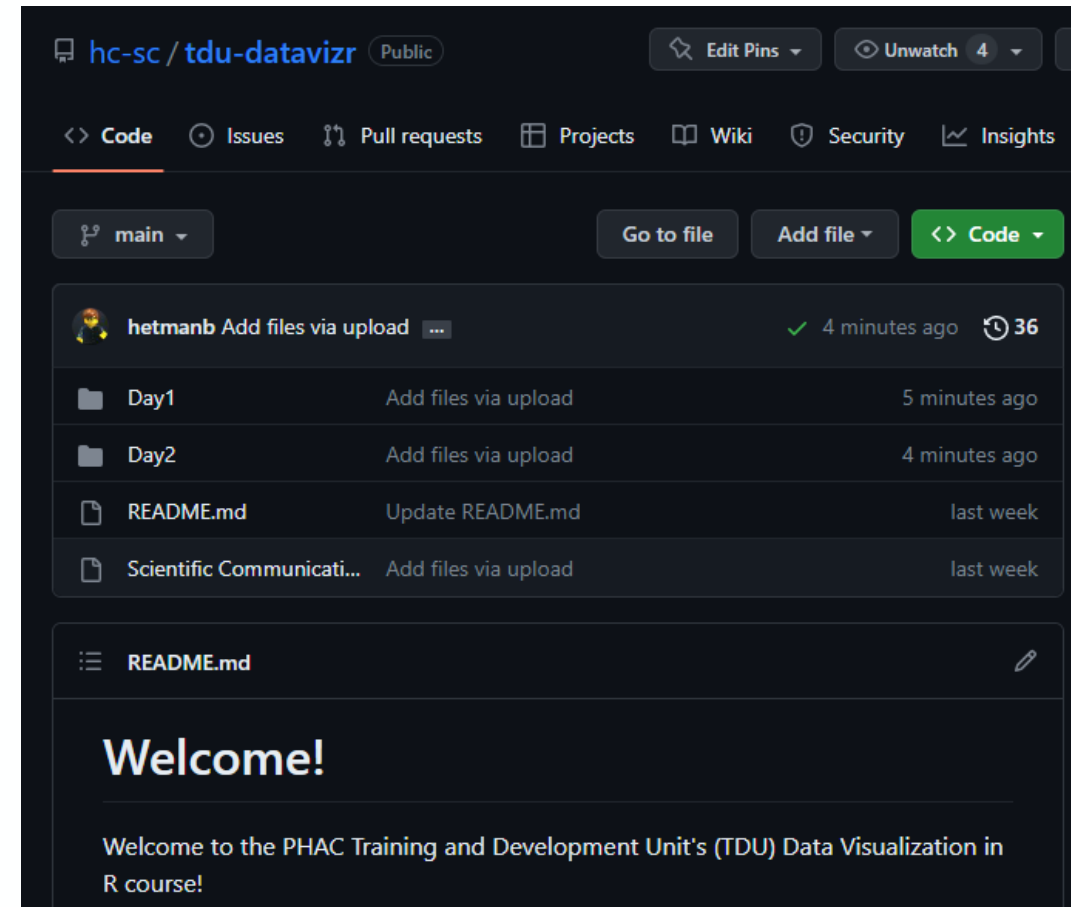 hc-sc / tdu-datavizr Public Edit Pins Unwatch 4
Code Issues Pull requests Projects Wiki Security Insights
main Go to file Add file Code
hetmanb Add files via upload ... 4 minutes ago 36
Day1 Add files via upload 5 minutes ago
Day2 Add files via upload 4 minutes ago
README.md Update README.md last week
Scientific Communicati... Add files via upload last week
README.md
Welcome!
Welcome to the PHAC Training and Development Unit's (TDU) Data Visualization in
R course!